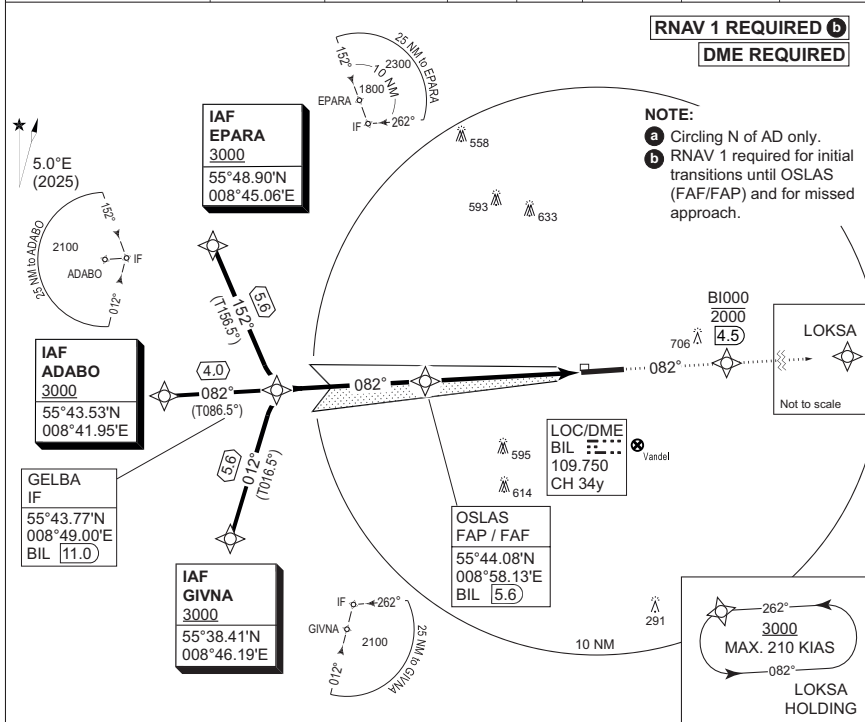 RNAV 1 REQUIRED b
DME REQUIRED
NOTE:
a Circling N of AD only.
b RNAV 1 required for initial
transitions until OSLAS
(FAF/FAP) and for missed
approach.
5.0°E
(2025)
25 NM to EPARA
152°
10 NM
2300
1800
EPARA
IF
262°
IAF
EPARA
3000
55°48.90'N
008°45.06'E
558
593
633
25 NM to ADABO
152°
2100
ADABO
IF
012°
5.6
152°
(T156.5°)
BI000
2000
4.5
706
LOKSA
Not to scale
IAF
ADABO
3000
55°43.53'N
008°41.95'E
4.0
082°
(T086.5°)
082°
082°
5.6
012°
(T016.5°)
595
614
LOC/DME
BIL
109.750
CH 34y
Vandel
GELBA
IF
55°43.77'N
008°49.00'E
BIL 11.0
OSLAS
FAP / FAF
55°44.08'N
008°58.13'E
BIL 5.6
IAF
GIVNA
3000
55°38.41'N
008°46.19'E
IF
262°
GIVNA
2100
012°
25 NM to GIVNA
291
10 NM
262°
3000
MAX. 210 KIAS
082°
LOKSA
HOLDING